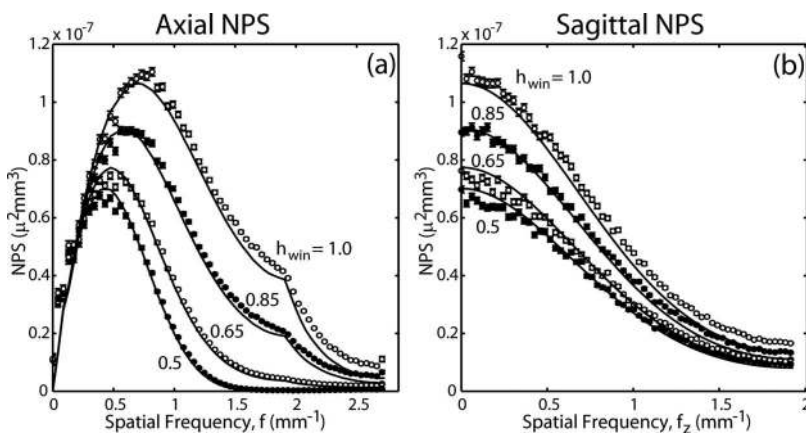 Axial NPS
Sagittal NPS
1.2 x 10⁻⁷
(a)
1
0.8
0.6
0.4
0.2
0
NPS (μ²mm³)
h_win = 1.0
0.85
0.65
0.5
0 0.5 1 1.5 2 2.5
Spatial Frequency, f (mm⁻¹)
1.2 x 10⁻⁷
(b)
1
0.8
0.6
0.4
0.2
0
NPS (μ²mm³)
h_win = 1.0
0.85
0.65
0.5
0 0.5 1.0 1.5 2
Spatial Frequency, f_z (mm⁻¹)